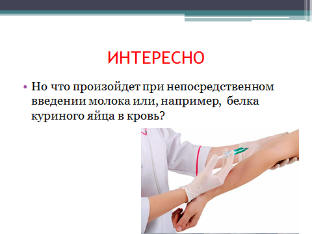 ИНТЕРЕСНО
• Но что произойдет при непосредственном
введении молока или, например, белка
куриного яйца в кровь?